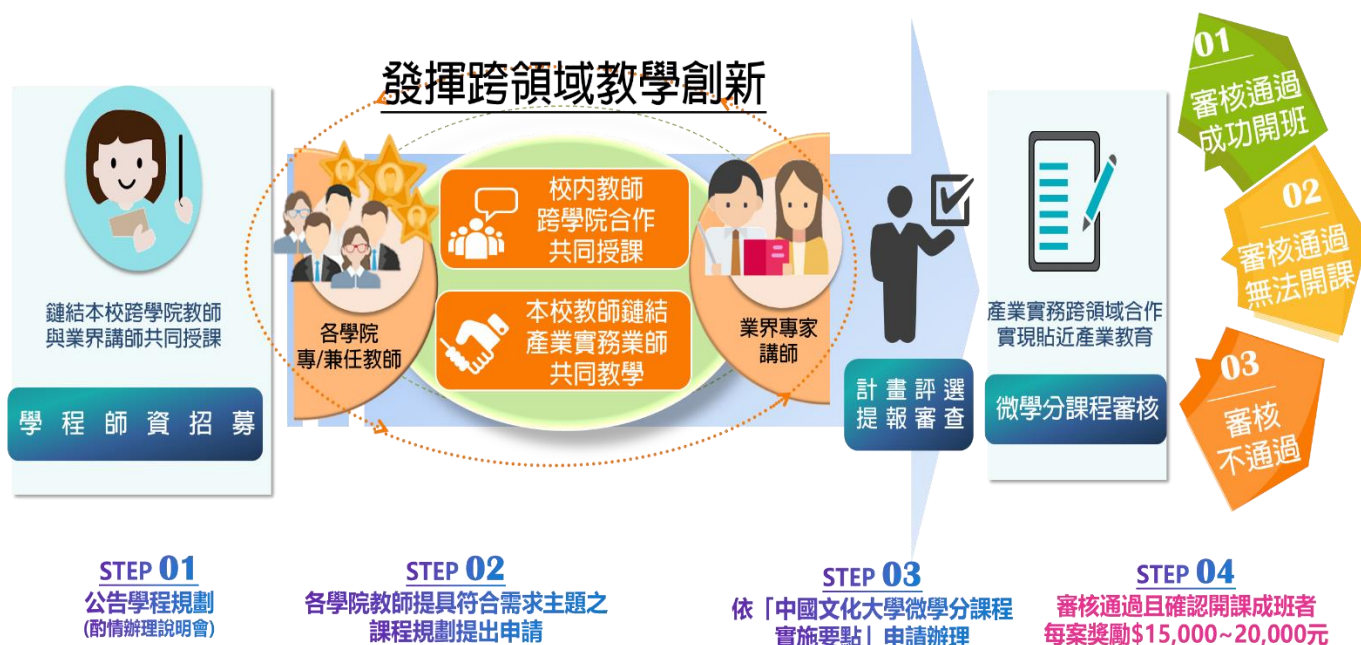 發揮跨領域教學創新
鏈結本校跨學院教師
與業界講師共同授課
學程師資招募
各學院
專/兼任教師
校內教師
跨學院合作
共同授課
本校教師鏈結
產業實務業師
共同教學
業界專家
講師
計畫評選
提報審查
產業實務跨領域合作
實現貼近產業教育
微學分課程審核
01
審核通過
成功開班
02
審核通過
無法開課
03
審核
不通過
STEP 01
公告學程規劃
(酌情辦理說明會)
STEP 02
各學院教師提具符合需求主題之
課程規劃提出申請
STEP 03
依「中國文化大學微學分課程
實施要點」申請辦理
STEP 04
審核通過且確認開課成班者
每案獎勵$15,000~20,000元